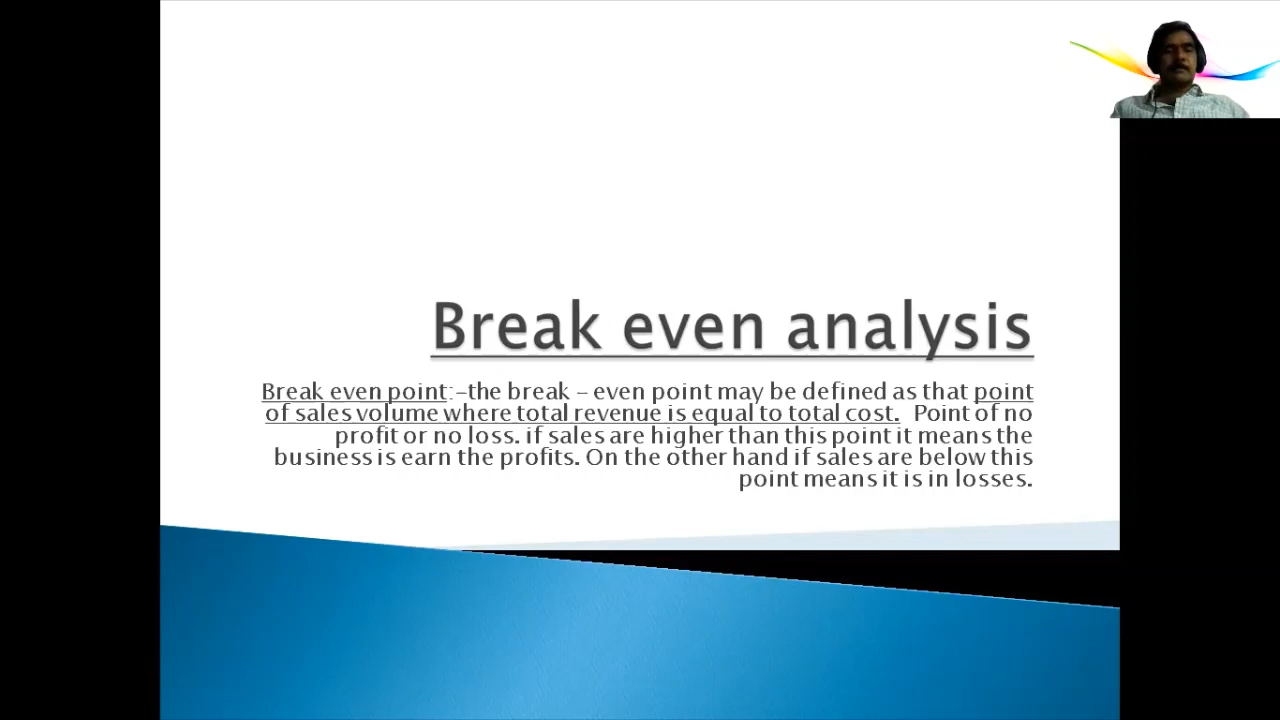 Break even analysis
Break even point:-the break – even point may be defined as that point
of sales volume where total revenue is equal to total cost. Point of no
profit or no loss. if sales are higher than this point it means the
business is earn the profits. On the other hand if sales are below this
point means it is in losses.